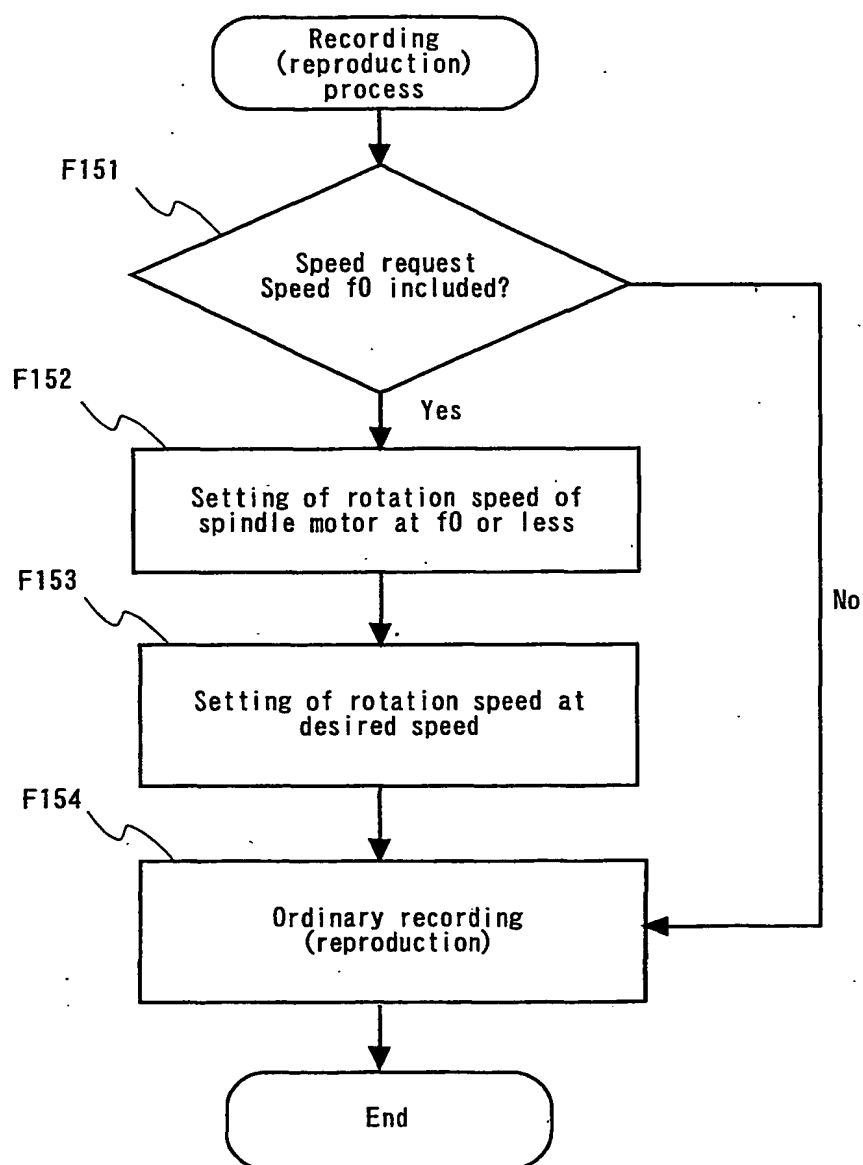 Recording
(reproduction)
process
F151
Speed request
Speed f0 included?
F152
Yes
Setting of rotation speed of
spindle motor at f0 or less
F153
No
Setting of rotation speed at
desired speed
F154
Ordinary recording
(reproduction)
End